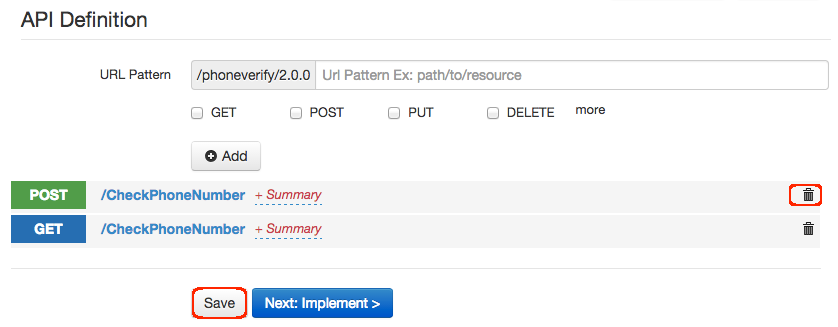 API Definition
URL Pattern /phoneverify/2.0.0 Url Pattern Ex: path/to/resource
GET POST PUT DELETE more
Add
POST /CheckPhoneNumber + Summary
GET /CheckPhoneNumber + Summary
Save Next: Implement >